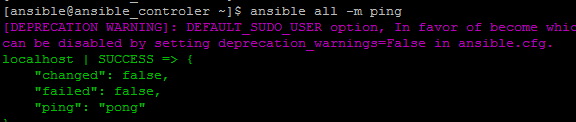 [ansible@ansible_controler ~]$ ansible all -m ping
[DEPRECATION WARNING]: DEFAULT_SUDO_USER option, In favor of become whic
can be disabled by setting deprecation_warnings=False in ansible.cfg.
localhost | SUCCESS => {
    "changed": false,
    "failed": false,
    "ping": "pong"